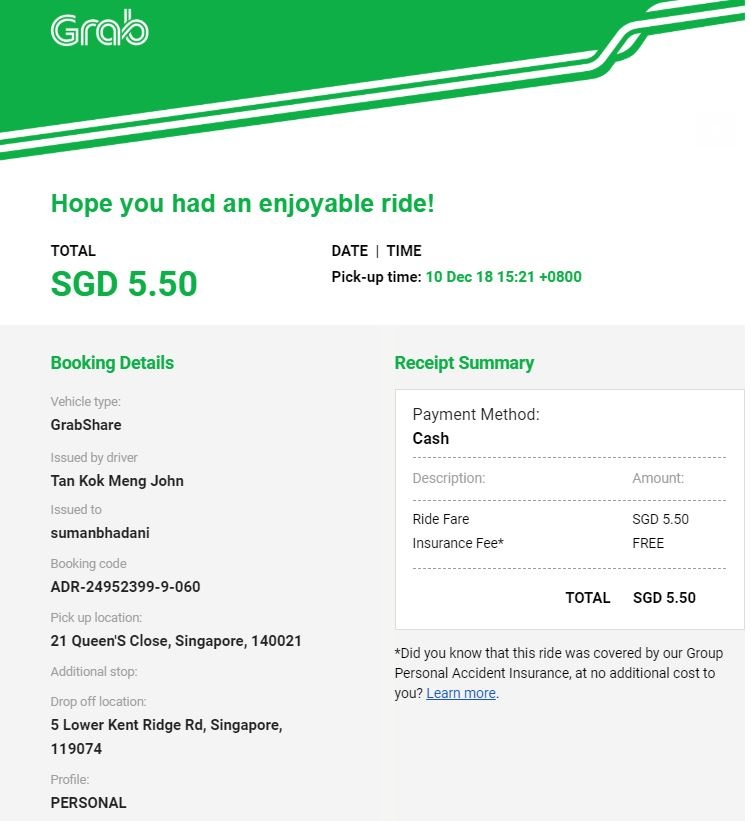 Grab
Hope you had an enjoyable ride!
TOTAL
SGD 5.50
DATE | TIME
Pick-up time: 10 Dec 18 15:21 +0800
Booking Details
Vehicle type:
GrabShare
Issued by driver
Tan Kok Meng John
Issued to
sumanbhadani
Booking code
ADR-24952399-9-060
Pick up location:
21 Queen'S Close, Singapore, 140021
Additional stop:
Drop off location:
5 Lower Kent Ridge Rd, Singapore,
119074
Profile:
PERSONAL
Receipt Summary
Payment Method:
Cash
Description: Amount:
Ride Fare SGD 5.50
Insurance Fee* FREE
TOTAL SGD 5.50
*Did you know that this ride was covered by our Group
Personal Accident Insurance, at no additional cost to
you? Learn more.